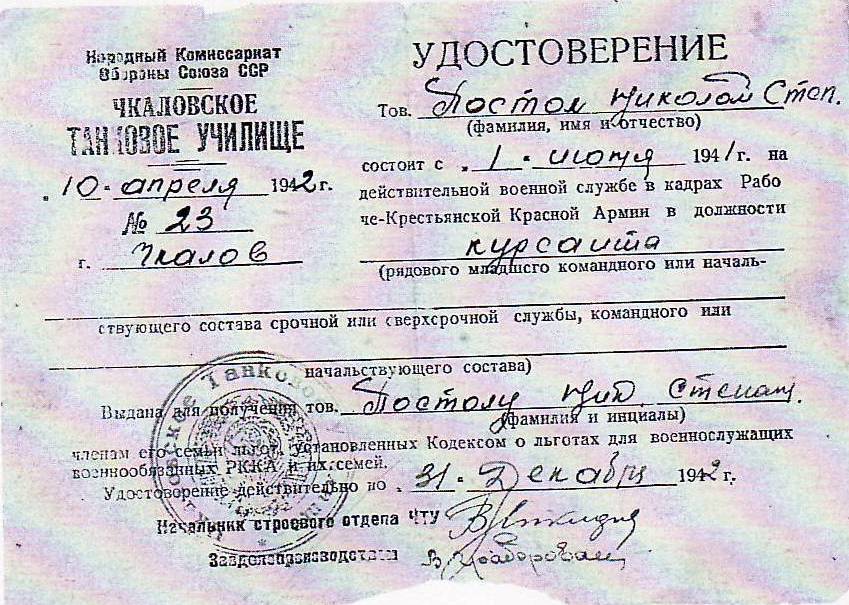 Народный Комиссариат
Обороны Союза ССР
ЧКАЛОВСКОЕ
ТАНКОВОЕ УЧИЛИЩЕ
"10" апреля 1942 г.
№ 23
г. Чкалов
УДОСТОВЕРЕНИЕ
Тов. Постол Николай Степ.
(фамилия, имя и отчество)
состоит с "1" июня 1941 г. на
действительной военной службе в кадрах Рабо
че-Крестьянской Красной Армии в должности
курсанта
(рядового младшего командного или началь-
ствующего состава срочной или сверхсрочной службы, командного или
начальствующего состава)
Выдана для получения тов. Постолу Ник. Степан.
(фамилия и инициалы)
членам его семьи льгот, установленных Кодексом о льготах для военнослужащих
военнообязанных РККА и их семей.
Удостоверение действительно по "31" Декабря 1942 г.
Начальник строевого отдела ЧТУ
Завделопроизводством
Танково